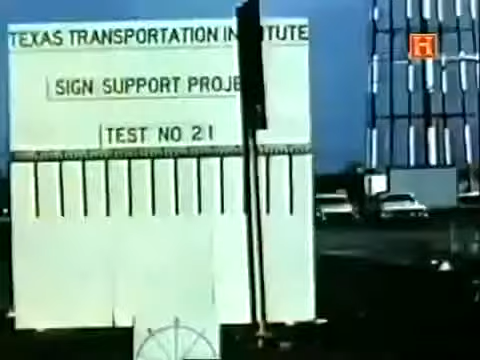 TEXAS TRANSPORTATION IN TUTE
SIGN SUPPORT PROJE
TEST NO 21
H